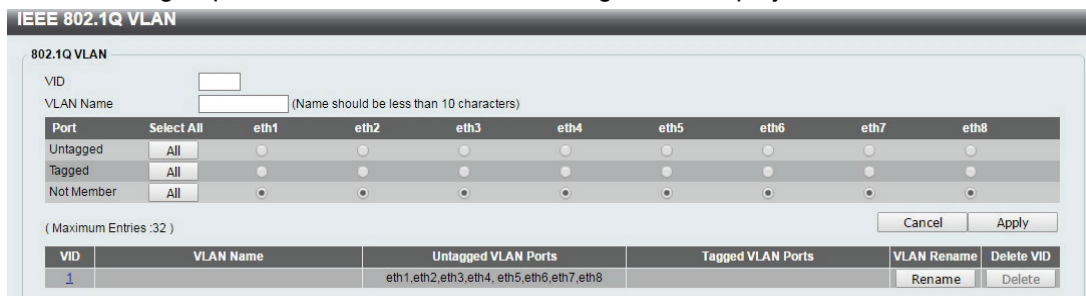 IEEE 802.1Q VLAN
802.1Q VLAN
VID
VLAN Name (Name should be less than 10 characters)
Port Select All eth1 eth2 eth3 eth4 eth5 eth6 eth7 eth8
Untagged All
Tagged All
Not Member All
( Maximum Entries :32 ) Cancel Apply
VID VLAN Name Untagged VLAN Ports Tagged VLAN Ports VLAN Rename Delete VID
1 eth1,eth2,eth3,eth4, eth5,eth6,eth7,eth8 Rename Delete